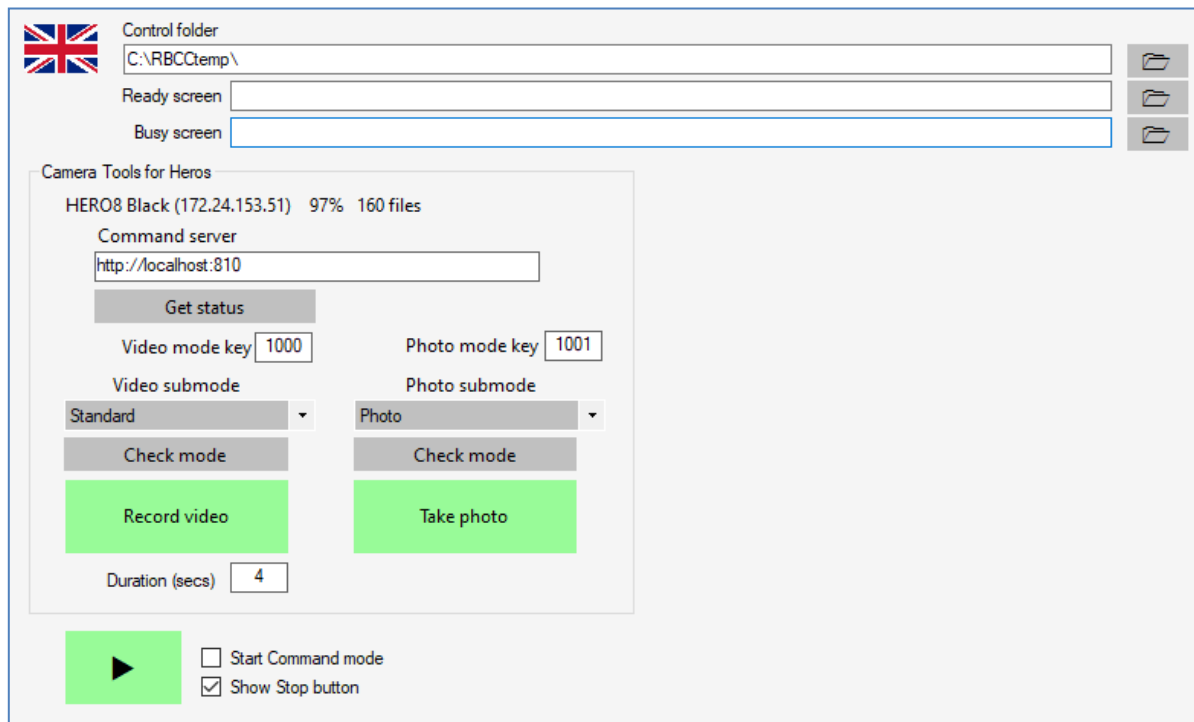 Control folder
C:\RBCCtemp\
Ready screen
Busy screen
Camera Tools for Heros
HERO8 Black (172.24.153.51) 97% 160 files
Command server
http://localhost:810
Get status
Video mode key 1000 Photo mode key 1001
Video submode Photo submode
Standard Photo
Check mode Check mode
Record video Take photo
Duration (secs) 4
Start Command mode
Show Stop button